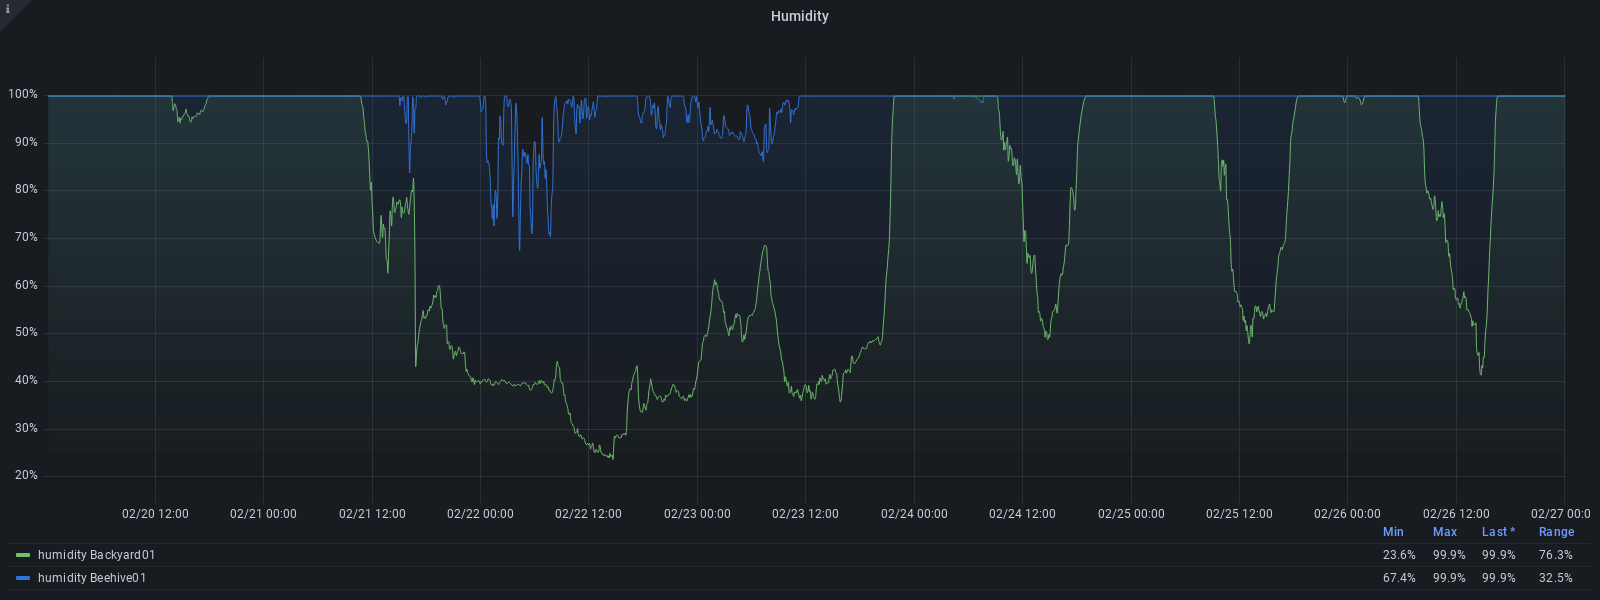 i
Humidity
100%
90%
80%
70%
60%
50%
40%
30%
20%
02/20 12:00 02/21 00:00 02/21 12:00 02/22 00:00 02/22 12:00 02/23 00:00 02/23 12:00 02/24 00:00 02/24 12:00 02/25 00:00 02/25 12:00 02/26 00:00 02/26 12:00 02/27 00:0
Min Max Last * Range
humidity Backyard01 23.6% 99.9% 99.9% 76.3%
humidity Beehive01 67.4% 99.9% 99.9% 32.5%